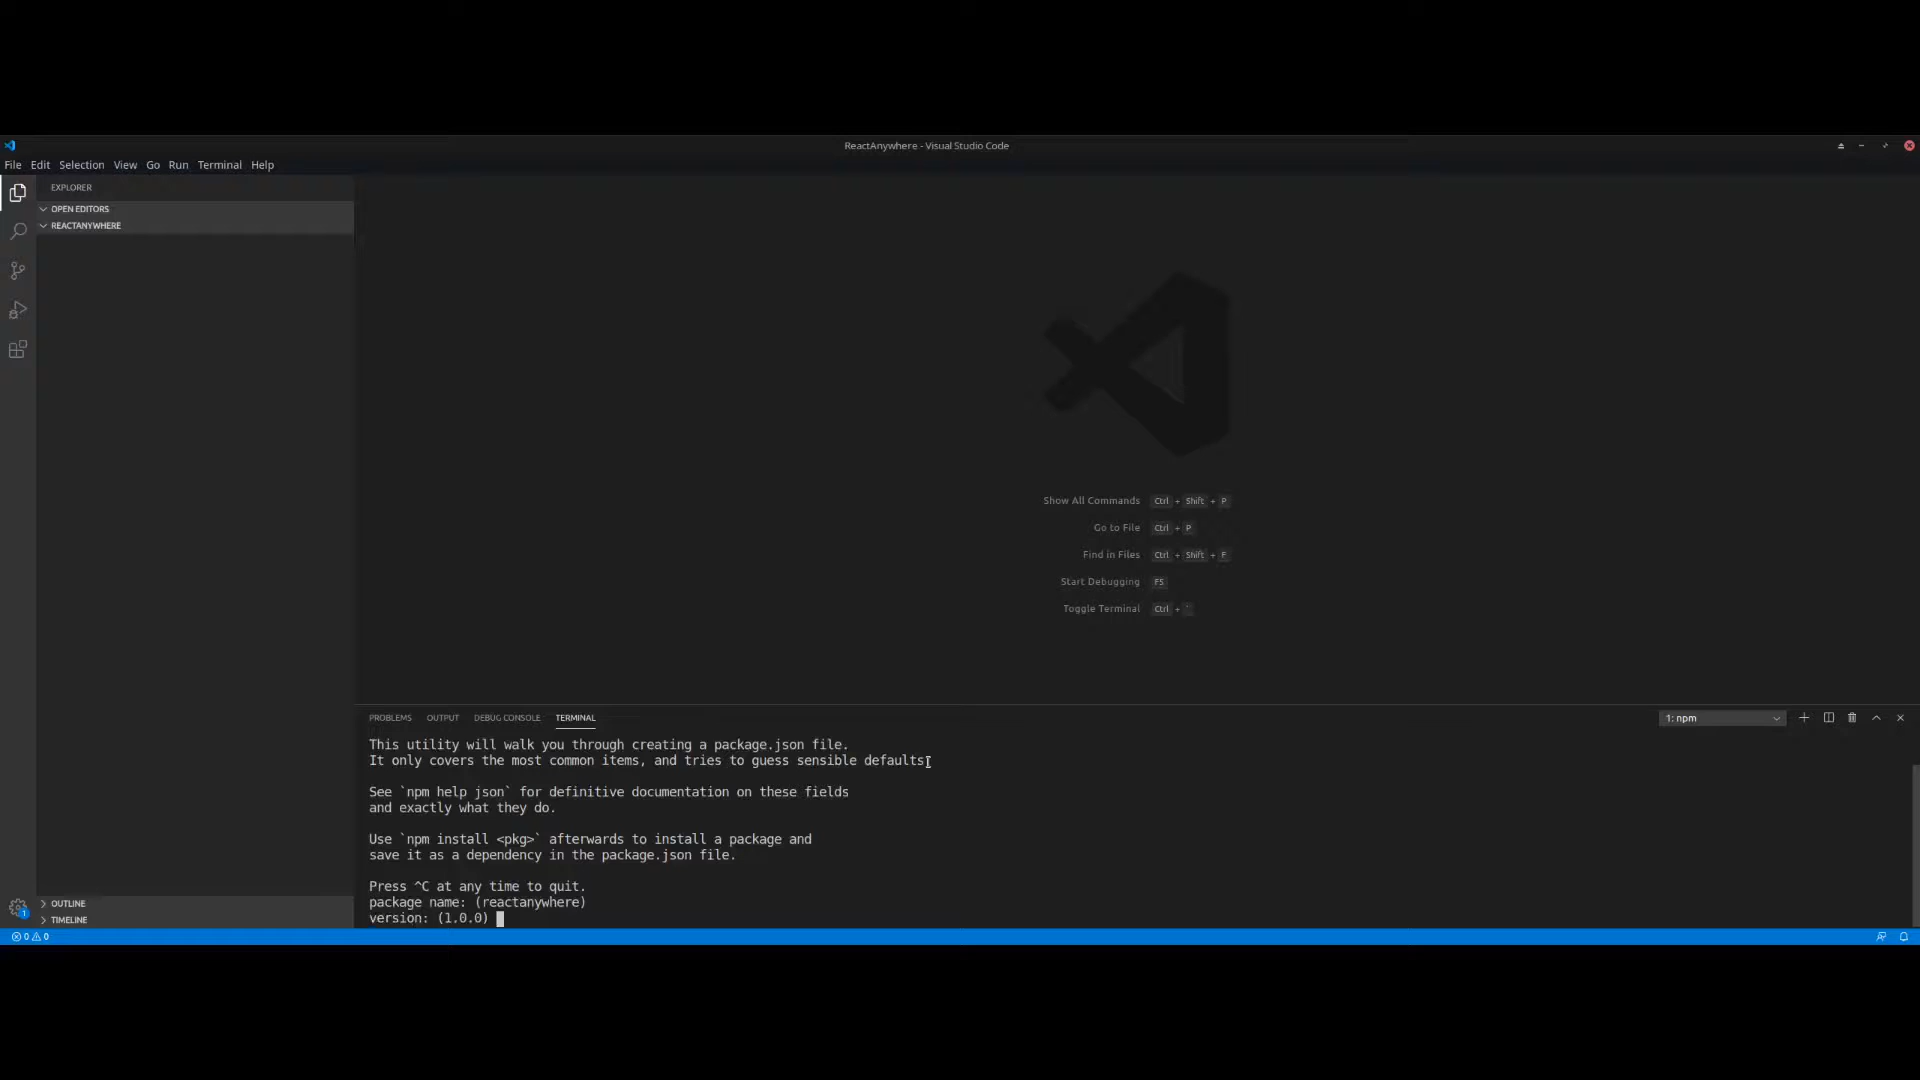 ReactAnywhere - Visual Studio Code
File Edit Selection View Go Run Terminal Help
EXPLORER
OPEN EDITORS
REACTANYWHERE
Show All Commands Ctrl + Shift + P
Go to File Ctrl + P
Find in Files Ctrl + Shift + F
Start Debugging F5
Toggle Terminal Ctrl + `
PROBLEMS OUTPUT DEBUG CONSOLE TERMINAL
1: npm
This utility will walk you through creating a package.json file.
It only covers the most common items, and tries to guess sensible defaults.
See `npm help json` for definitive documentation on these fields
and exactly what they do.
Use `npm install <pkg>` afterwards to install a package and
save it as a dependency in the package.json file.
Press ^C at any time to quit.
package name: (reactanywhere)
version: (1.0.0)
OUTLINE
TIMELINE
1
0 0